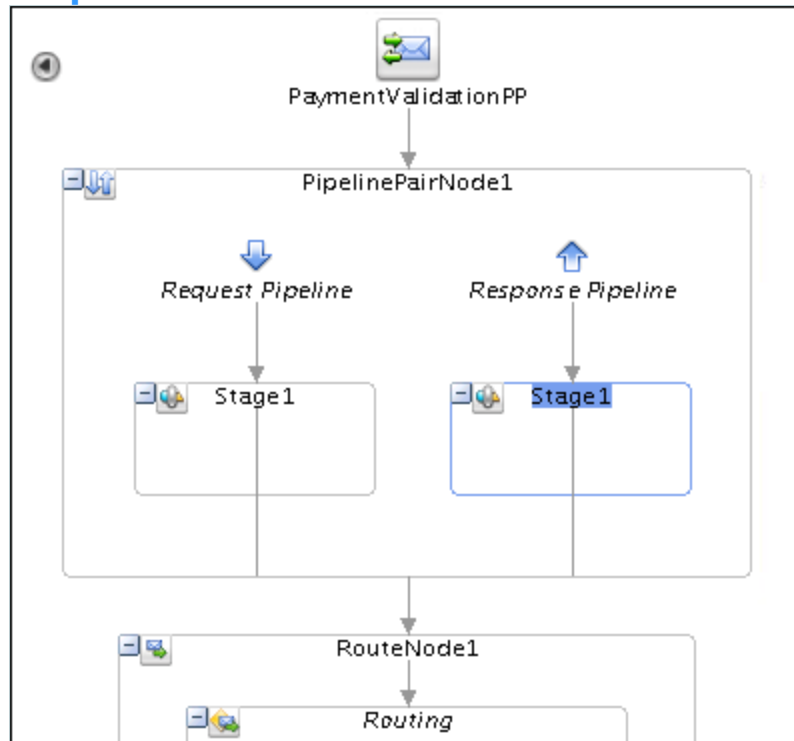 PaymentValidationPP
PipelinePairNode1
Request Pipeline
Response Pipeline
Stage1
Stage1
RouteNode1
Routing